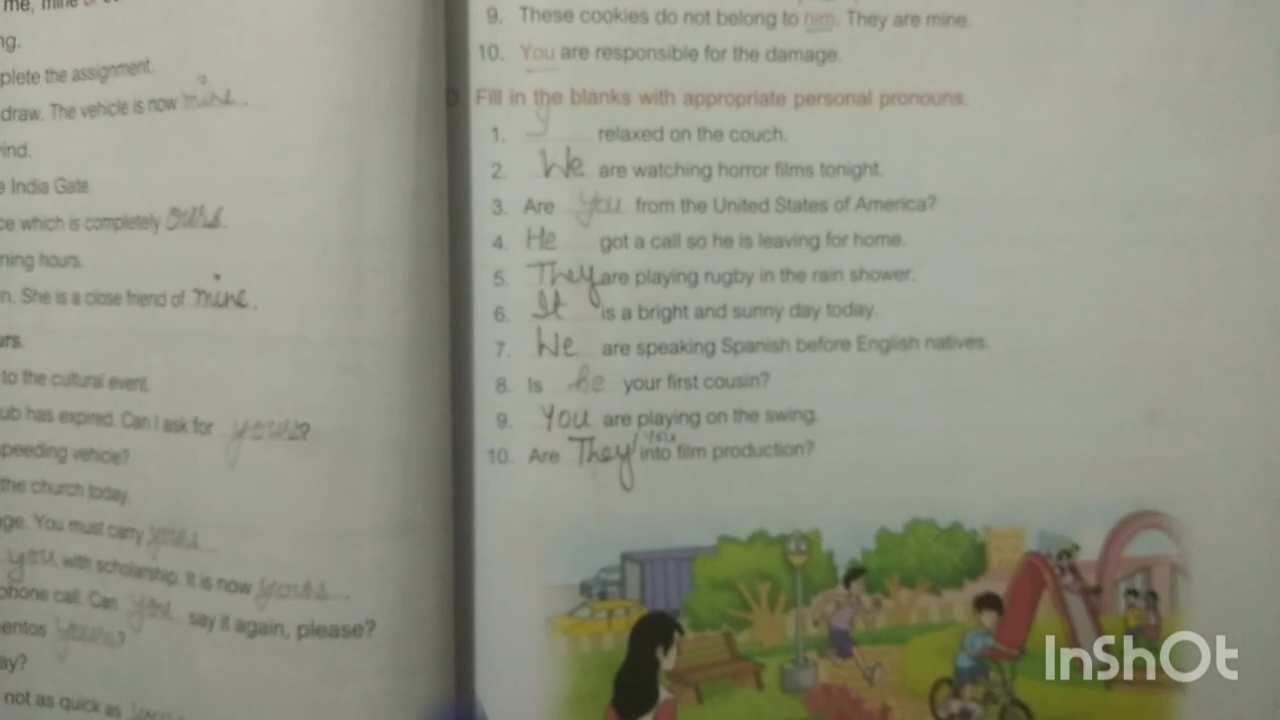 me, mine
ng.
plete the assignment.
draw. The vehicle is now mine.
ind.
e India Gate.
ce which is completely ours.
ning hours.
n. She is a close friend of mine.
urs.
to the cultural event.
ub has expired. Can I ask for yours?
peeding vehicle?
the church today.
ge. You must carry
you with scholarship. It is now yours.
phone call. Can you say it again, please?
entos yours?
ay?
not as quick as
9. These cookies do not belong to him. They are mine.
10. You are responsible for the damage.
D. Fill in the blanks with appropriate personal pronouns.
1. relaxed on the couch.
2. We are watching horror films tonight.
3. Are you from the United States of America?
4. He got a call so he is leaving for home.
5. They are playing rugby in the rain shower.
6. It is a bright and sunny day today.
7. We are speaking Spanish before English natives.
8. Is he your first cousin?
9. You are playing on the swing.
10. Are They/you into film production?
InShOt